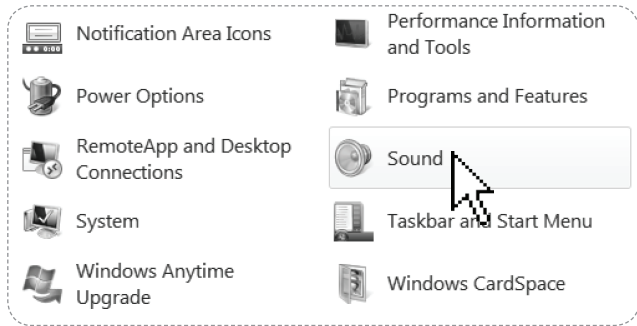 Notification Area Icons
Performance Information
and Tools
Power Options
Programs and Features
RemoteApp and Desktop
Connections
Sound
System
Taskbar and Start Menu
Windows Anytime
Upgrade
Windows CardSpace